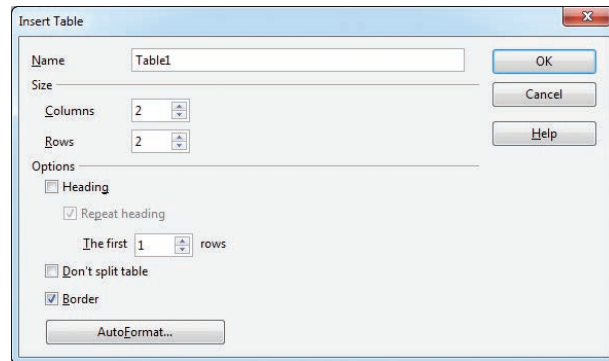 Insert Table
Name Table1
OK
Size
Cancel
Columns 2
Rows 2
Help
Options
Heading
Repeat heading
The first 1 rows
Don't split table
Border
AutoFormat...